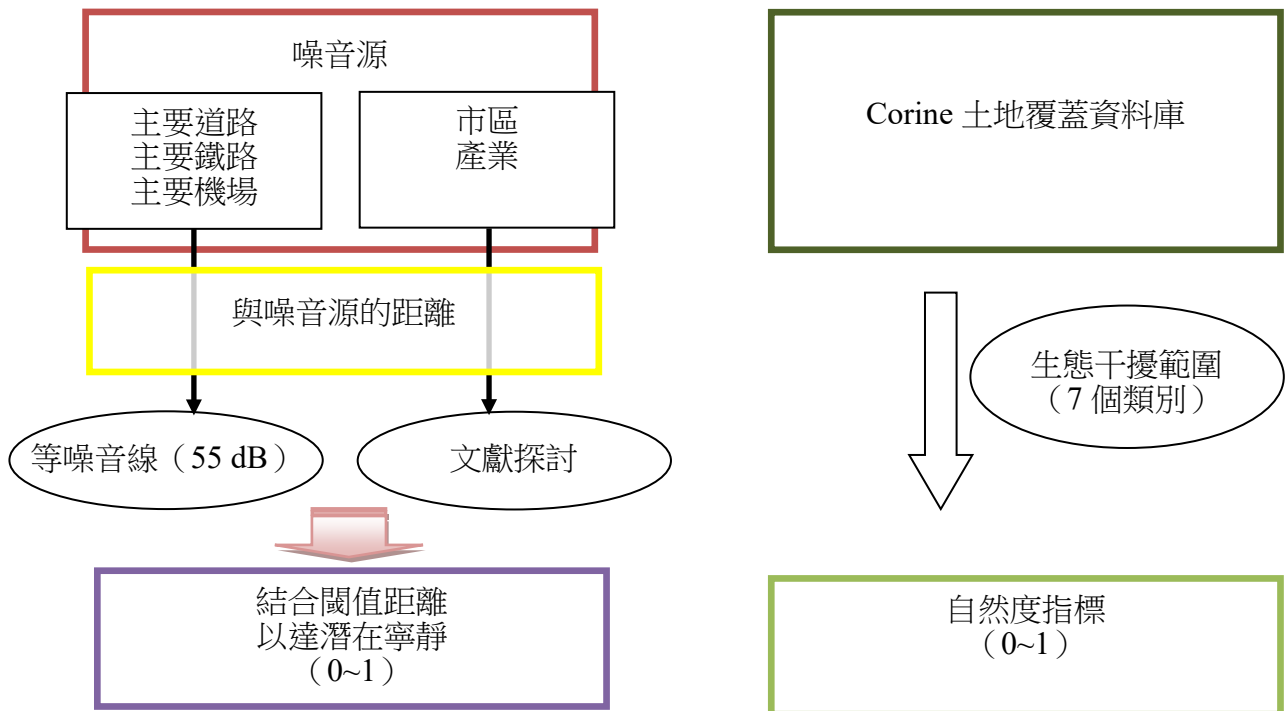 噪音源
主要道路
主要鐵路
主要機場
市區
產業
與噪音源的距離
等噪音線（55 dB）
文獻探討
結合閾值距離
以達潛在寧靜
（0~1）
Corine 土地覆蓋資料庫
生態干擾範圍
（7 個類別）
自然度指標
（0~1）